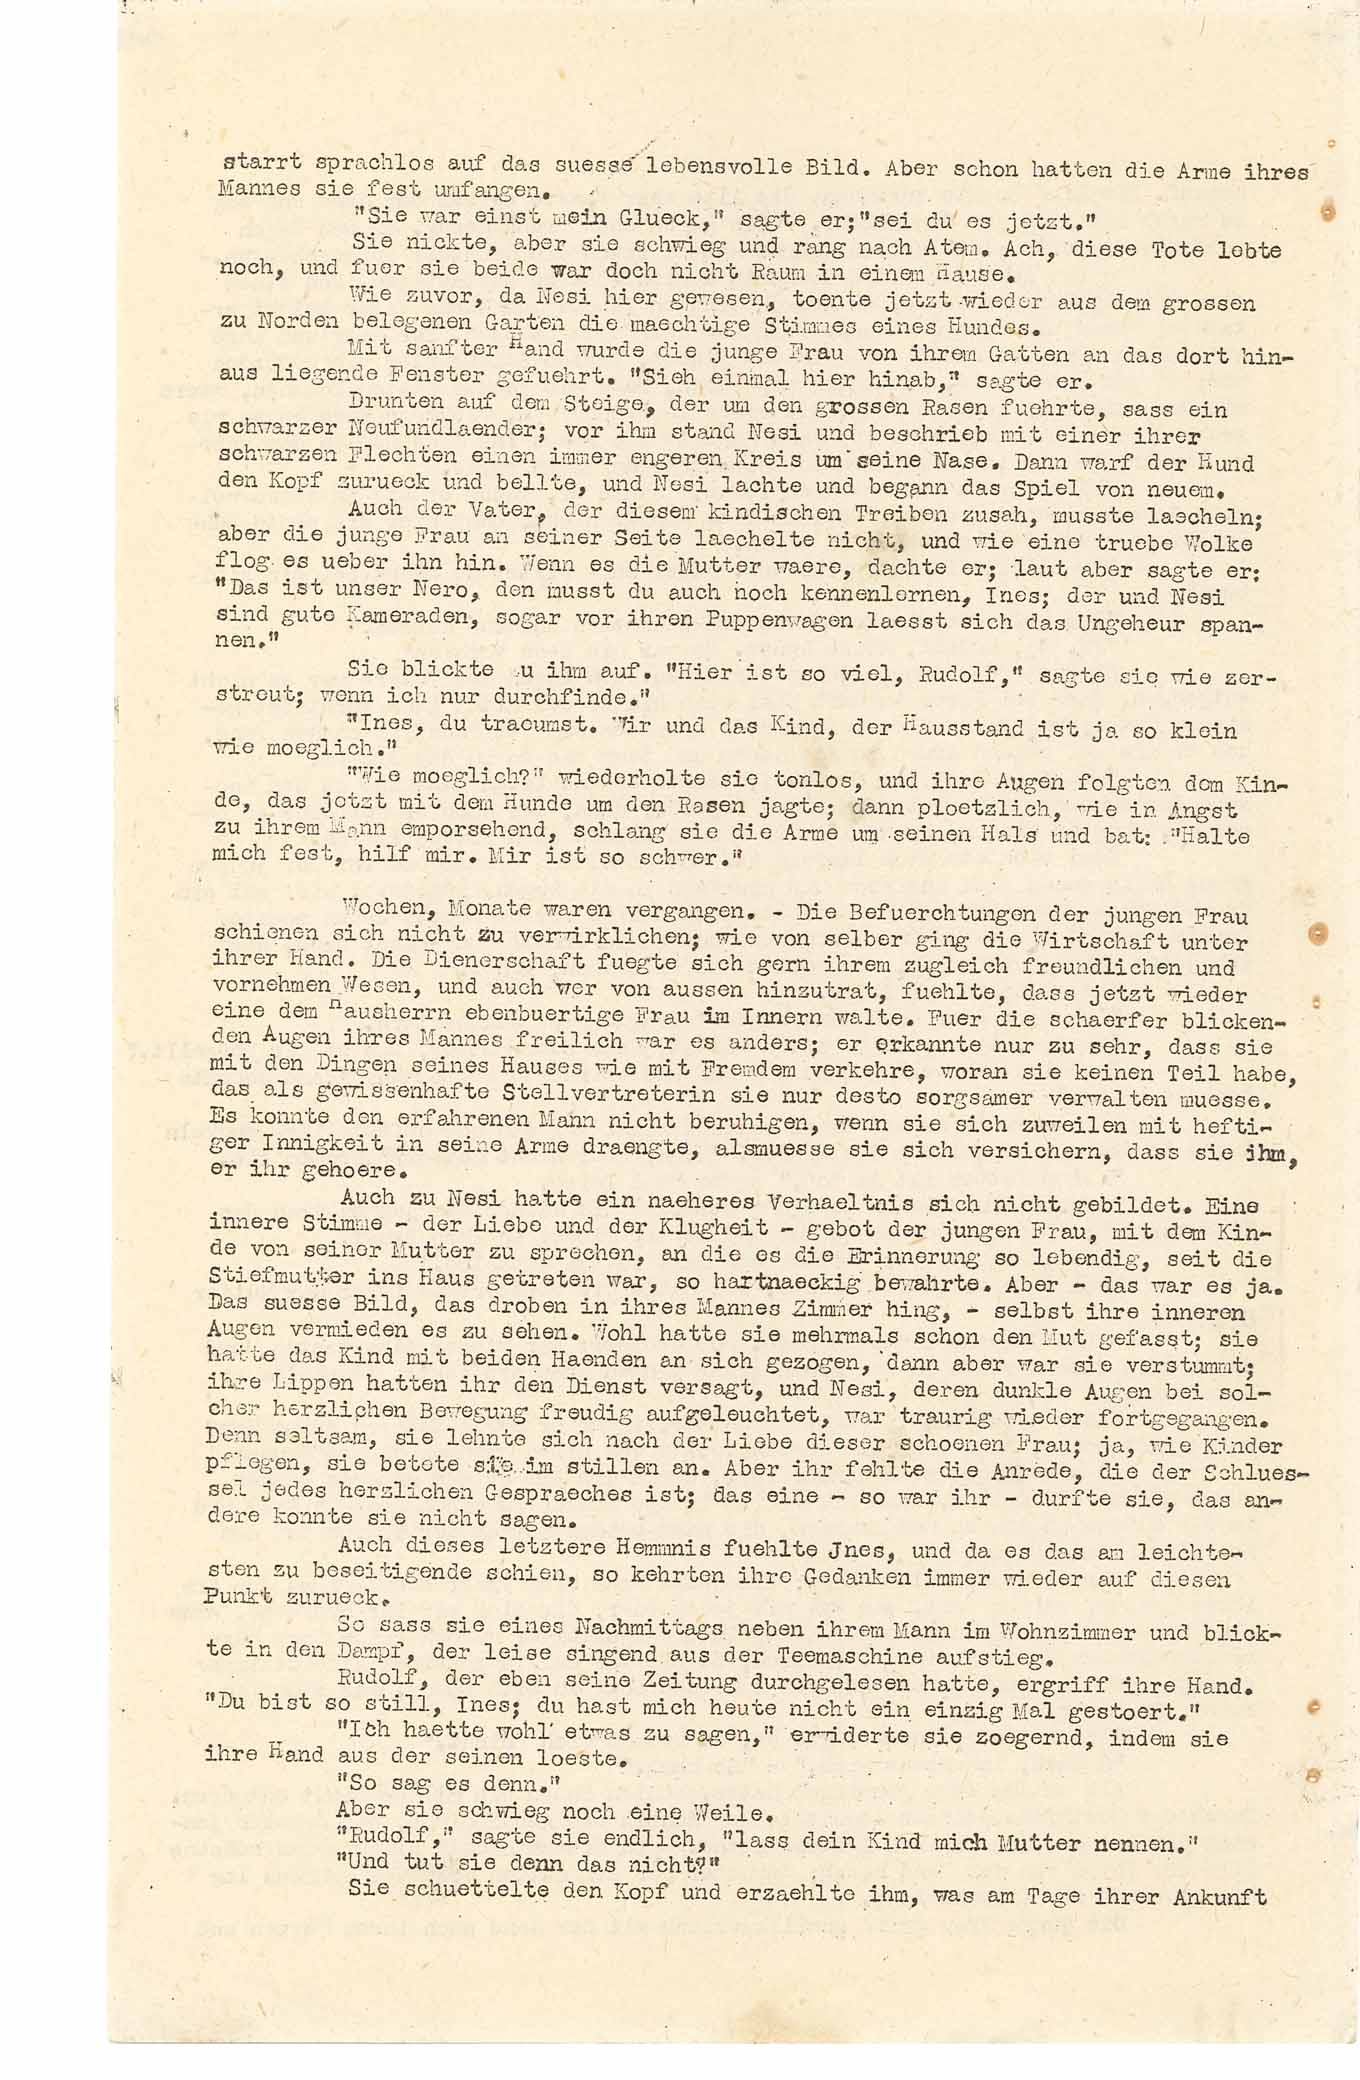 starrt sprachlos auf das suesse lebensvolle Bild. Aber schon hatten die Arme ihres
Mannes sie fest umfangen.
"Sie war einst mein Glueck," sagte er;"sei du es jetzt."
Sie nickte, aber sie schwieg und rang nach Atem. Ach, diese Tote lebte
noch, und fuer sie beide war doch nicht Raum in einem Hause.
Wie zuvor, da Nesi hier gewesen, toente jetzt wieder aus dem grossen
zu Norden belegenen Garten die maechtige Stimmes eines Hundes.
Mit sanfter Hand wurde die junge Frau von ihrem Gatten an das dort hin-
aus liegende Fenster gefuehrt. "Sieh einmal hier hinab," sagte er.
Drunten auf dem Steige, der um den grossen Rasen fuehrte, sass ein
schwarzer Neufundlaender; vor ihm stand Nesi und beschrieb mit einer ihrer
schwarzen Flechten einen immer engeren Kreis um seine Nase. Dann warf der Hund
den Kopf zurueck und bellte, und Nesi lachte und begann das Spiel von neuem.
Auch der Vater, der diesem kindischen Treiben zusah, musste laecheln;
aber die junge Frau an seiner Seite laechelte nicht, und wie eine truebe Wolke
flog es ueber ihn hin. Wenn es die Mutter waere, dachte er; laut aber sagte er:
"Das ist unser Nero, den musst du auch noch kennenlernen, Ines; der und Nesi
sind gute Kameraden, sogar vor ihren Puppenwagen laesst sich das Ungeheur span-
nen."
Sie blickte zu ihm auf. "Hier ist so viel, Rudolf," sagte sie wie zer-
streut; wenn ich nur durchfinde."
"Ines, du traeumst. Wir und das Kind, der Hausstand ist ja so klein
wie moeglich."
"Wie moeglich?" wiederholte sie tonlos, und ihre Augen folgten dem Kin-
de, das jetzt mit dem Hunde um den Rasen jagte; dann ploetzlich, wie in Angst
zu ihrem Mann emporsehend, schlang sie die Arme um seinen Hals und bat: "Halte
mich fest, hilf mir. Mir ist so schwer."
Wochen, Monate waren vergangen. - Die Befuerchtungen der jungen Frau
schienen sich nicht zu verwirklichen; wie von selber ging die Wirtschaft unter
ihrer Hand. Die Dienerschaft fuegte sich gern ihrem zugleich freundlichen und
vornehmen Wesen, und auch wer von aussen hinzutrat, fuehlte, dass jetzt wieder
eine dem Hausherrn ebenbuertige Frau im Innern walte. Fuer die schaerfer blicken-
den Augen ihres Mannes freilich war es anders; er erkannte nur zu sehr, dass sie
mit den Dingen seines Hauses wie mit Fremdem verkehre, woran sie keinen Teil habe,
das als gewissenhafte Stellvertreterin sie nur desto sorgsamer verwalten muesse.
Es konnte den erfahrenen Mann nicht beruhigen, wenn sie sich zuweilen mit hefti-
ger Innigkeit in seine Arme draengte, alsmuesse sie sich versichern, dass sie ihm,
er ihr gehoere.
Auch zu Nesi hatte ein naeheres Verhaeltnis sich nicht gebildet. Eine
innere Stimme - der Liebe und der Klugheit - gebot der jungen Frau, mit dem Kin-
de von seiner Mutter zu sprechen, an die es die Erinnerung so lebendig, seit die
Stiefmutter ins Haus getreten war, so hartnaeckig bewahrte. Aber - das war es ja.
Das suesse Bild, das droben in ihres Mannes Zimmer hing, - selbst ihre inneren
Augen vermieden es zu sehen. Wohl hatte sie mehrmals schon den Mut gefasst; sie
hatte das Kind mit beiden Haenden an sich gezogen, dann aber war sie verstummt;
ihre Lippen hatten ihr den Dienst versagt, und Nesi, deren dunkle Augen bei sol-
cher herzlichen Bewegung freudig aufgeleuchtet, war traurig wieder fortgegangen.
Denn seltsam, sie lehnte sich nach der Liebe dieser schoenen Frau; ja, wie Kinder
pflegen, sie betete sie im stillen an. Aber ihr fehlte die Anrede, die der Schlues-
sel jedes herzlichen Gespraeches ist; das eine - so war ihr - durfte sie, das an-
dere konnte sie nicht sagen.
Auch dieses letztere Hemmnis fuehlte Jnes, und da es das am leichte-
sten zu beseitigende schien, so kehrten ihre Gedanken immer wieder auf diesen
Punkt zurueck.
So sass sie eines Nachmittags neben ihrem Mann im Wohnzimmer und blick-
te in den Dampf, der leise singend aus der Teemaschine aufstieg.
Rudolf, der eben seine Zeitung durchgelesen hatte, ergriff ihre Hand.
"Du bist so still, Ines; du hast mich heute nicht ein einzig Mal gestoert."
"Ich haette wohl etwas zu sagen," erwiderte sie zoegernd, indem sie
ihre Hand aus der seinen loeste.
"So sag es denn."
Aber sie schwieg noch eine Weile.
"Rudolf," sagte sie endlich, "lass dein Kind mich Mutter nennen."
"Und tut sie denn das nicht?"
Sie schuettelte den Kopf und erzaehlte ihm, was am Tage ihrer Ankunft